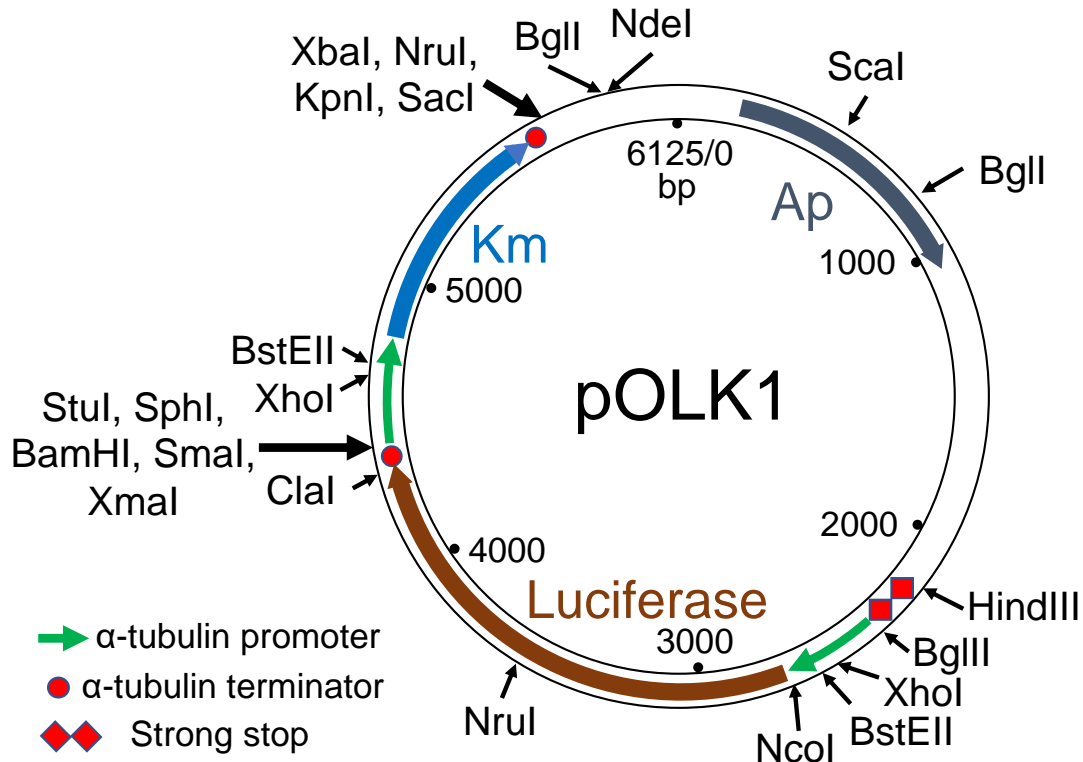 XbaI, NruI,
KpnI, SacI
BglI
NdeI
ScaI
BglI
6125/0
bp
Ap
1000
Km
5000
BstEII
XhoI
StuI, SphI,
BamHI, SmaI,
XmaI
ClaI
pOLK1
2000
4000
Luciferase
3000
HindIII
BglII
XhoI
BstEII
NcoI
NruI
α-tubulin promoter
α-tubulin terminator
Strong stop